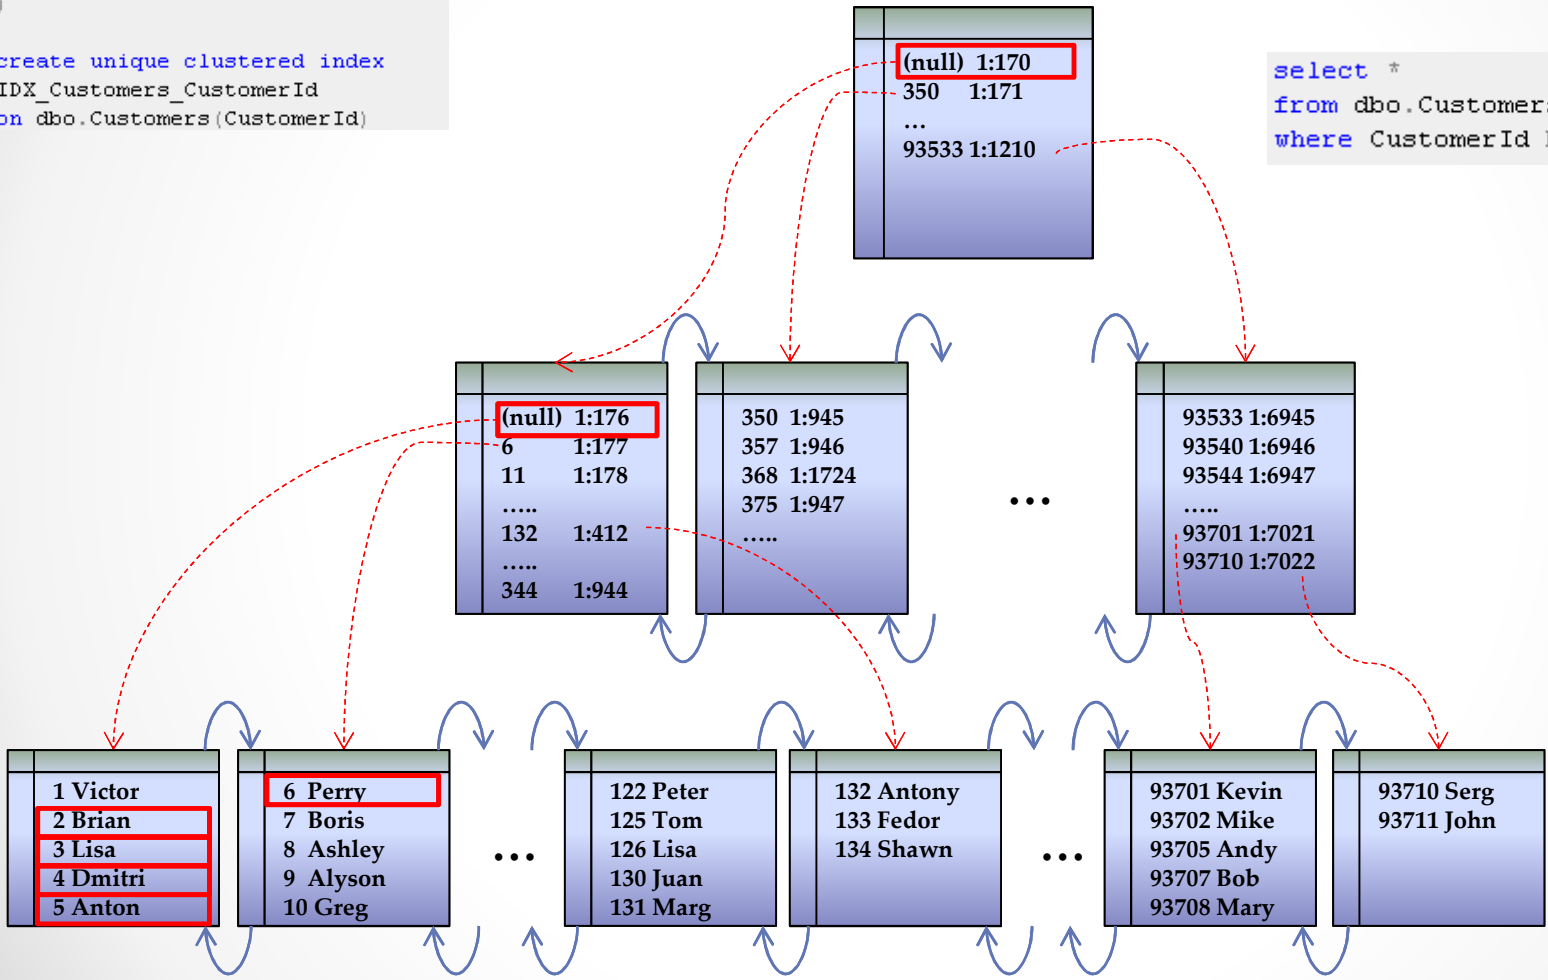 create unique clustered index
IDX_Customers_CustomerId
on dbo.Customers(CustomerId)
select *
from dbo.Customers
where CustomerId
(null) 1:170
350 1:171
...
93533 1:1210
(null) 1:176
6 1:177
11 1:178
.....
132 1:412
.....
344 1:944
350 1:945
357 1:946
368 1:1724
375 1:947
.....
...
93533 1:6945
93540 1:6946
93544 1:6947
.....
93701 1:7021
93710 1:7022
1 Victor
2 Brian
3 Lisa
4 Dmitri
5 Anton
6 Perry
7 Boris
8 Ashley
9 Alyson
10 Greg
...
122 Peter
125 Tom
126 Lisa
130 Juan
131 Marg
132 Antony
133 Fedor
134 Shawn
...
93701 Kevin
93702 Mike
93705 Andy
93707 Bob
93708 Mary
93710 Serg
93711 John